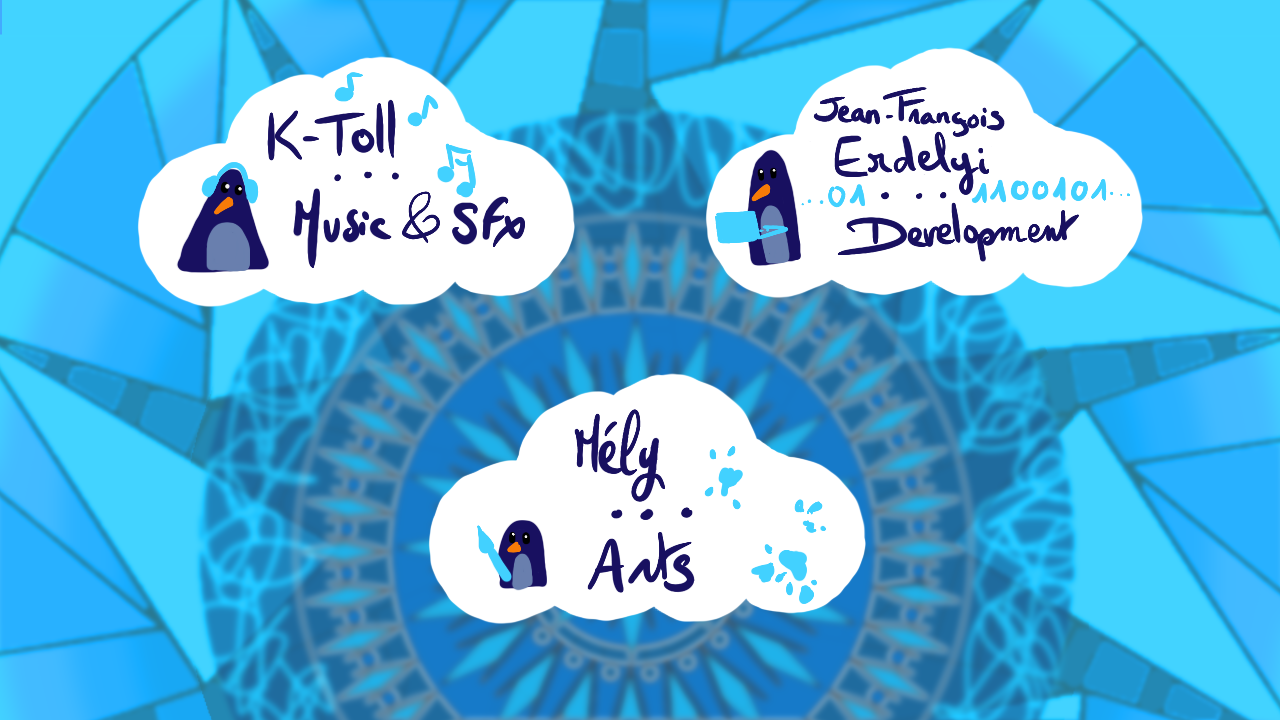 K-Toll
...
Music & SFx
Jean-François
Erdelyi
...01 ... 1100101...
Development
Mély
...
Arts